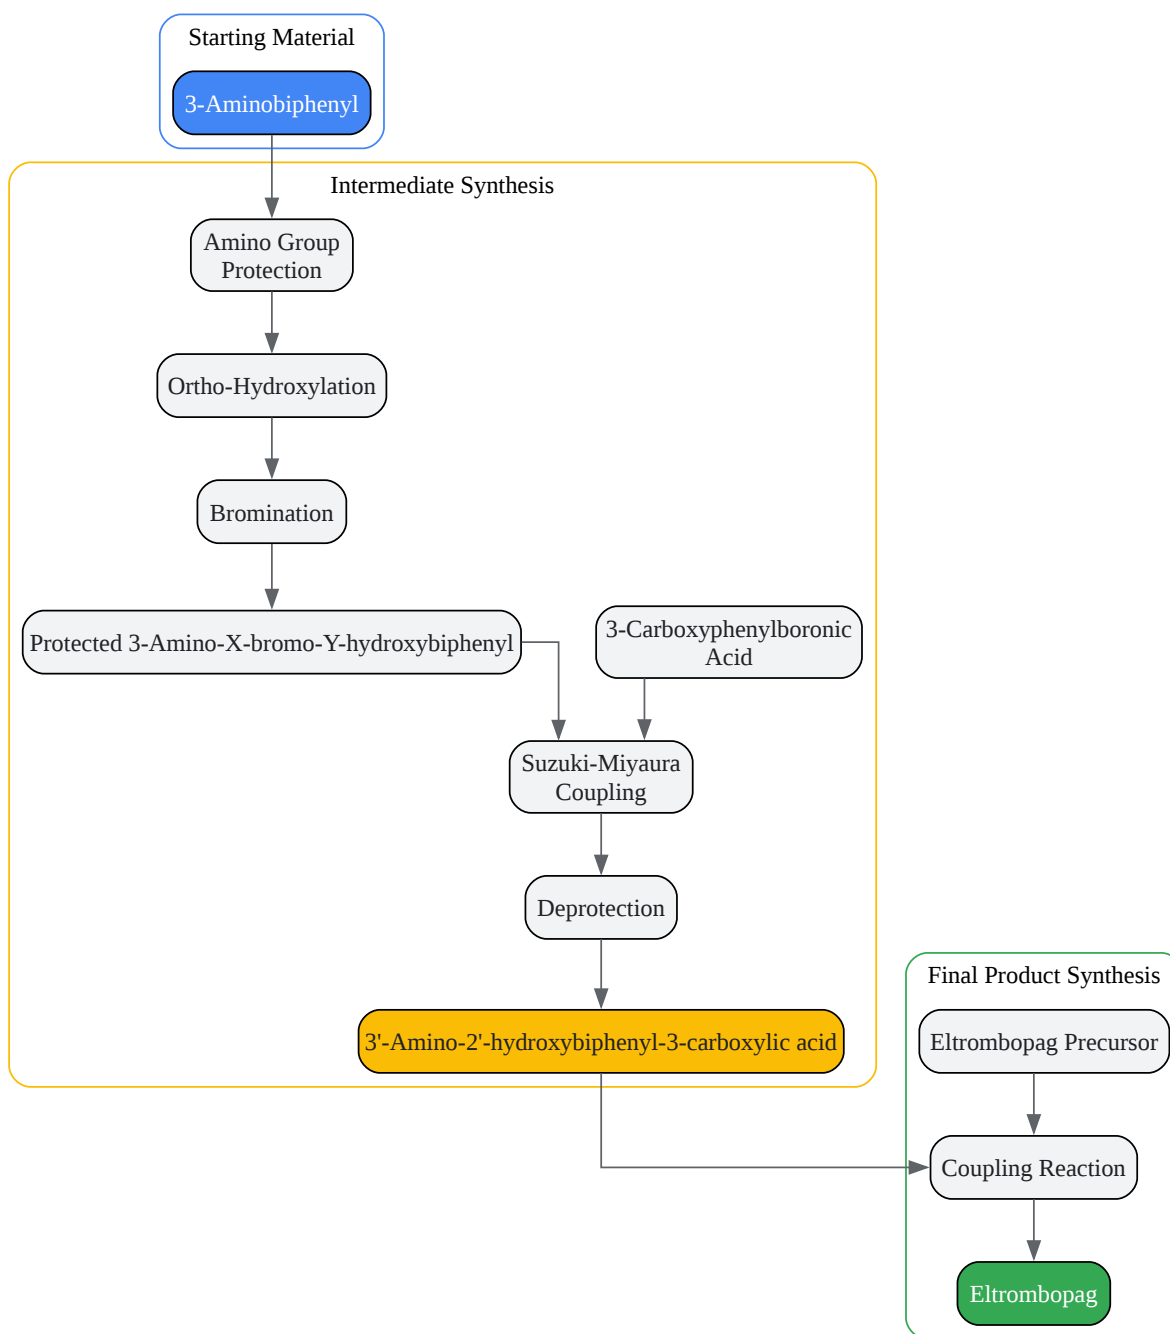 Starting Material
3-Aminobiphenyl
Intermediate Synthesis
Amino Group
Protection
Ortho-Hydroxylation
Bromination
Protected 3-Amino-X-bromo-Y-hydroxybiphenyl
3-Carboxyphenylboronic
Acid
Suzuki-Miyaura
Coupling
Deprotection
3'-Amino-2'-hydroxybiphenyl-3-carboxylic acid
Final Product Synthesis
Eltrombopag Precursor
Coupling Reaction
Eltrombopag